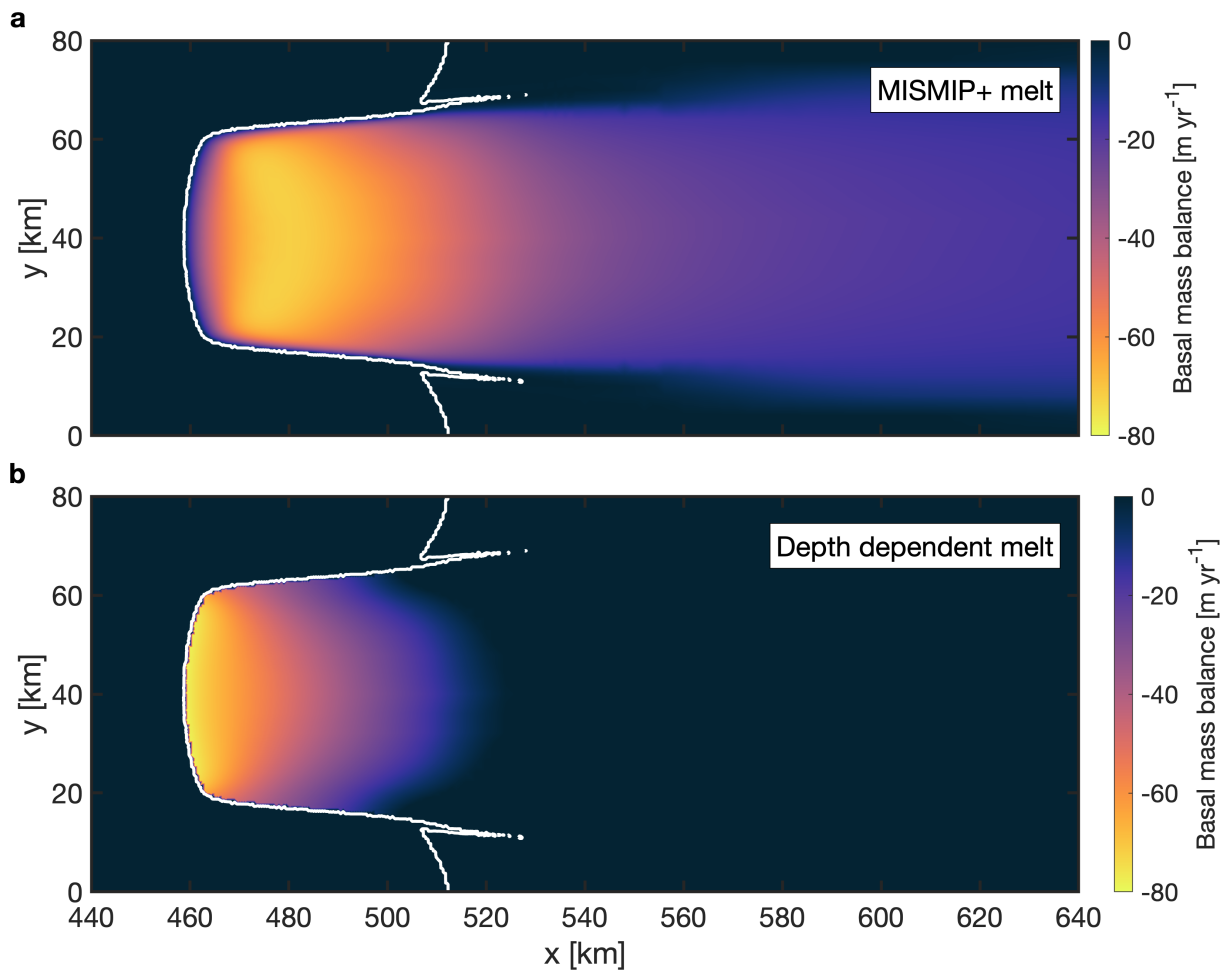 a
80
60
40
20
0
y [km]
MISMIP+ melt
0
-20
-40
-60
-80
Basal mass balance [m yr⁻¹]
b
80
60
40
20
0
y [km]
Depth dependent melt
0
-20
-40
-60
-80
Basal mass balance [m yr⁻¹]
440 460 480 500 520 540 560 580 600 620 640
x [km]